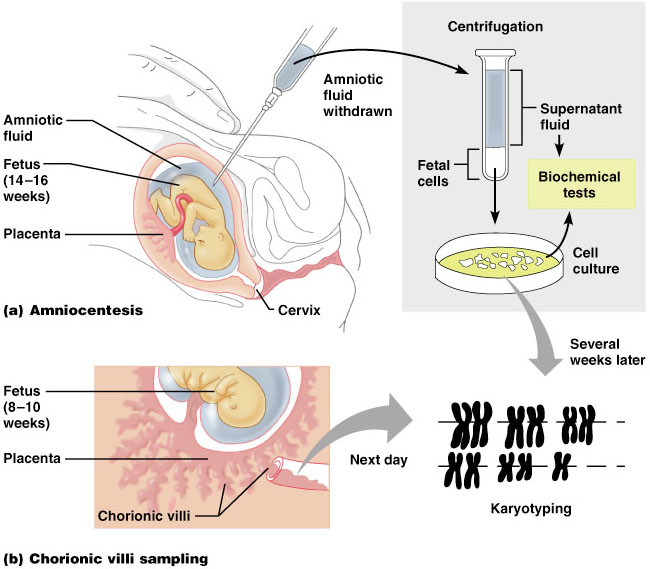 Centrifugation
Amniotic
fluid
withdrawn
Amniotic
fluid
Fetus
(14–16
weeks)
Placenta
Supernatant
fluid
Fetal
cells
Biochemical
tests
Cell
culture
(a) Amniocentesis
Cervix
Several
weeks later
Fetus
(8–10
weeks)
Placenta
Next day
Chorionic villi
Karyotyping
(b) Chorionic villi sampling